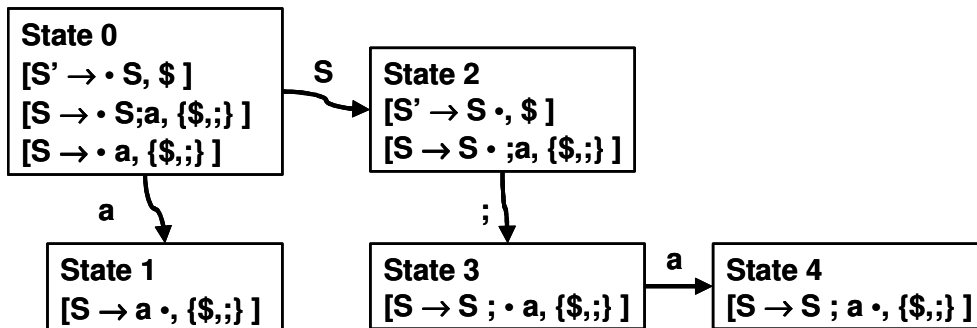 State 0
[S' → • S, $ ]
[S → • S;a, {$,;} ]
[S → • a, {$,;} ]
S
State 2
[S' → S •, $ ]
[S → S • ;a, {$,;} ]
a
;
State 1
[S → a •, {$,;} ]
State 3
[S → S ; • a, {$,;} ]
a
State 4
[S → S ; a •, {$,;} ]